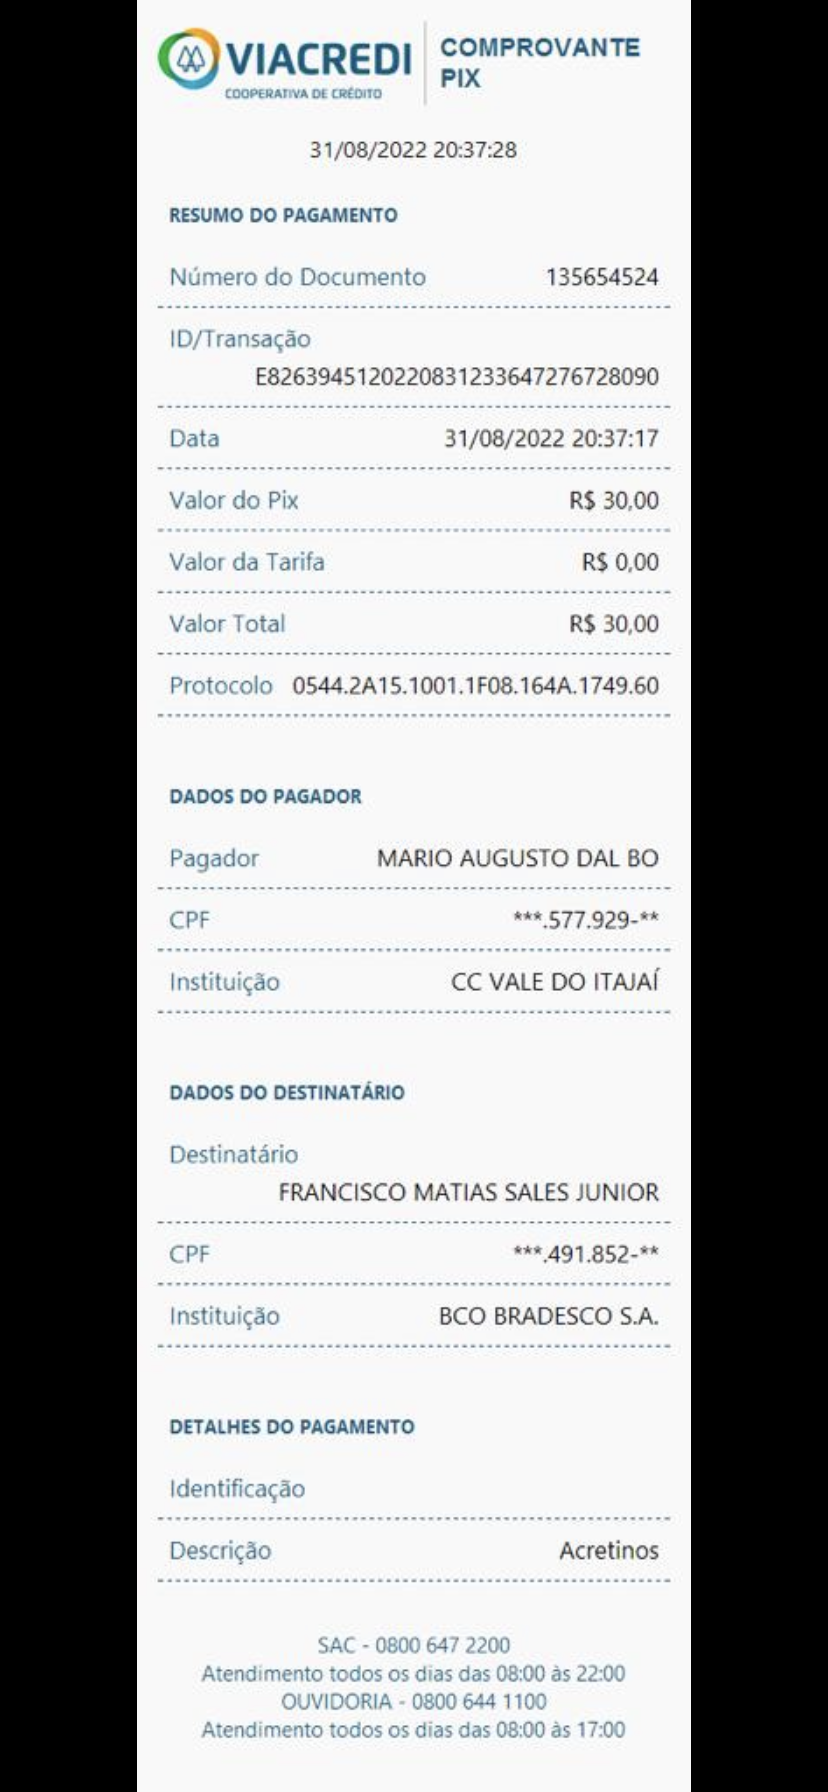 VIACREDI
COOPERATIVA DE CRÉDITO
COMPROVANTE
PIX
31/08/2022 20:37:28
RESUMO DO PAGAMENTO
Número do Documento 135654524
ID/Transação
E8263945120220831233647276728090
Data 31/08/2022 20:37:17
Valor do Pix R$ 30,00
Valor da Tarifa R$ 0,00
Valor Total R$ 30,00
Protocolo 0544.2A15.1001.1F08.164A.1749.60
DADOS DO PAGADOR
Pagador MARIO AUGUSTO DAL BO
CPF ***.577.929-**
Instituição CC VALE DO ITAJAÍ
DADOS DO DESTINATÁRIO
Destinatário
FRANCISCO MATIAS SALES JUNIOR
CPF ***.491.852-**
Instituição BCO BRADESCO S.A.
DETALHES DO PAGAMENTO
Identificação
Descrição Acretinos
SAC - 0800 647 2200
Atendimento todos os dias das 08:00 às 22:00
OUVIDORIA - 0800 644 1100
Atendimento todos os dias das 08:00 às 17:00